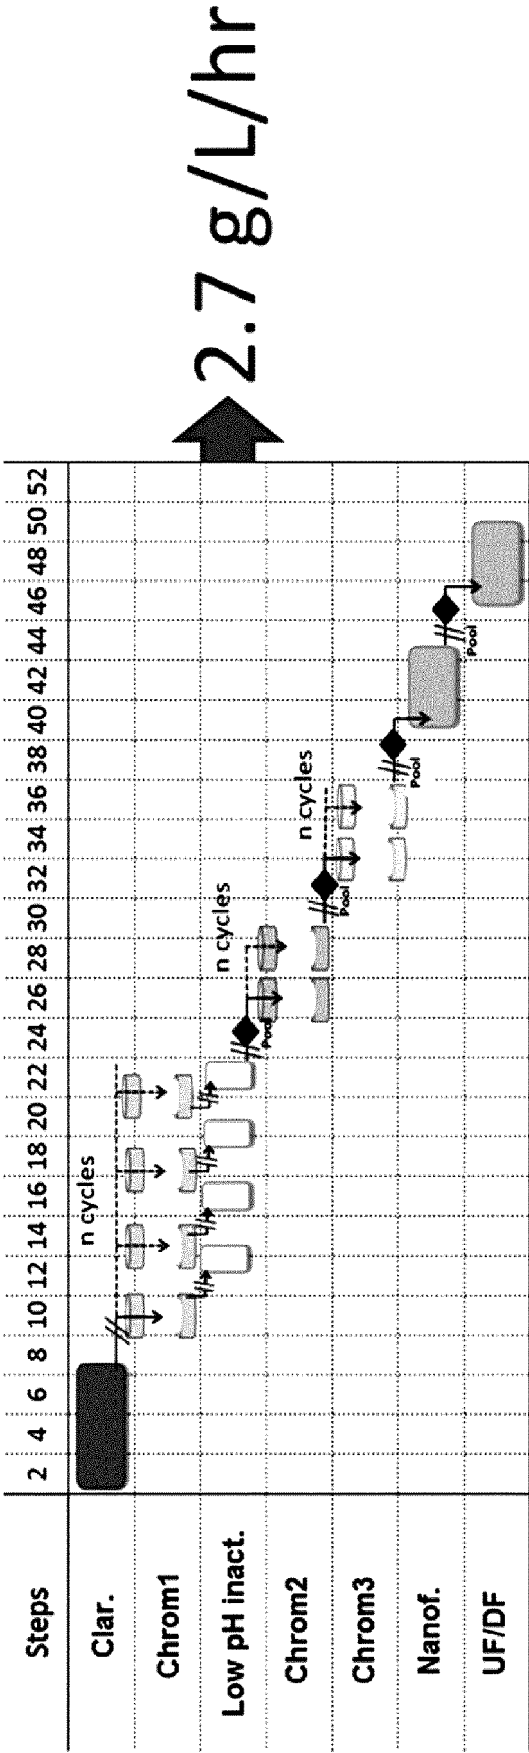 Steps 2 4 6 8 10 12 14 16 18 20 22 24 26 28 30 32 34 36 38 40 42 44 46 48 50 52
Clar.
n cycles
Chrom1
Low pH inact.
n cycles
Pool
Chrom2
n cycles
Pool
Chrom3
Pool
Nanof.
Pool
UF/DF
2.7 g/L/hr